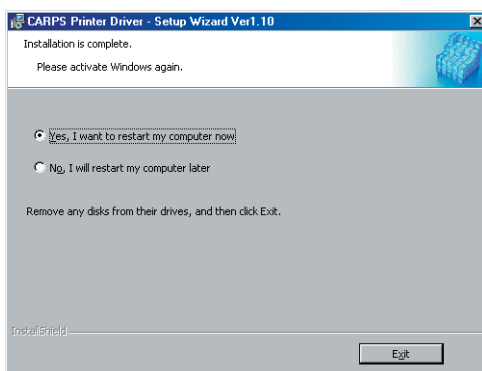 CARPS Printer Driver - Setup Wizard Ver1.10
Installation is complete.
Please activate Windows again.
Yes, I want to restart my computer now
No, I will restart my computer later
Remove any disks from their drives, and then click Exit.
InstallShield
Exit